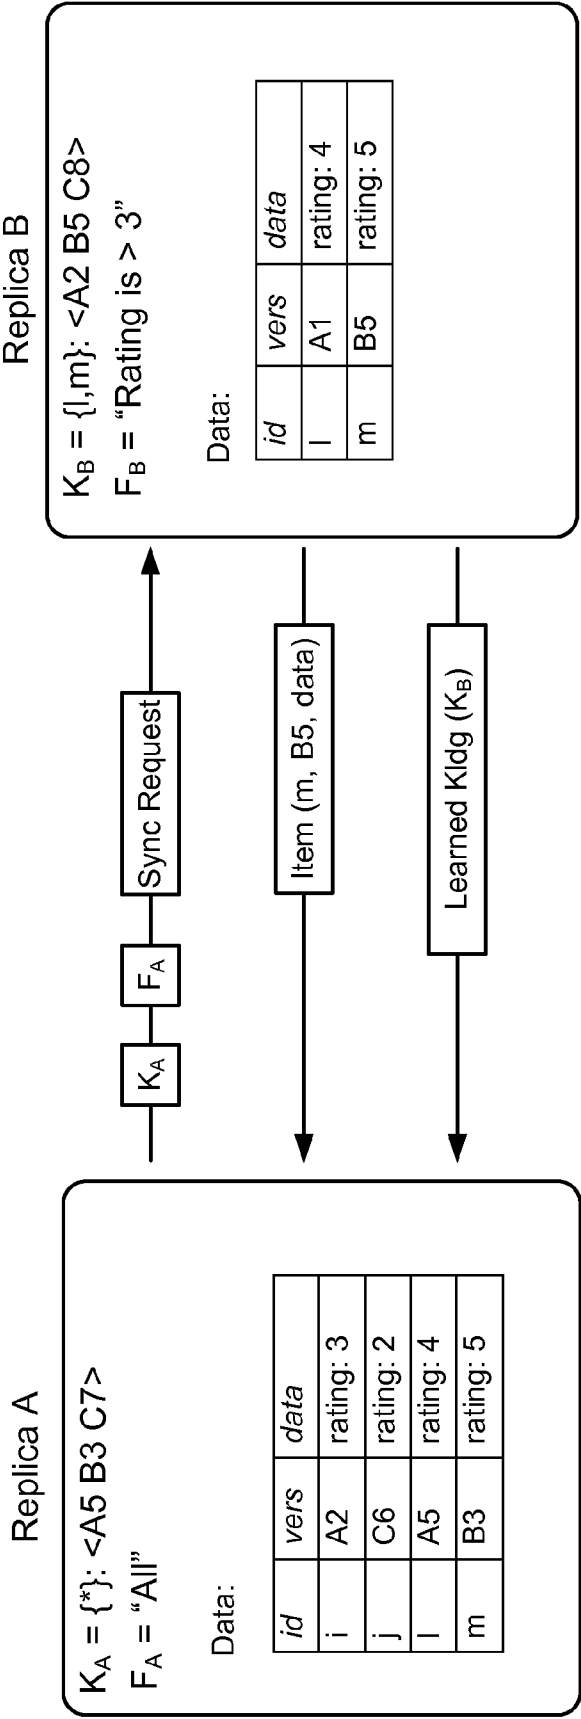 Replica A
K_A = {*}: <A5 B3 C7>
F_A = “All”
Data:
id vers data
i A2 rating: 3
j C6 rating: 2
l A5 rating: 4
m B3 rating: 5
K_A F_A Sync Request
Item (m, B5, data)
Learned Kldg (K_B)
Replica B
K_B = {l,m}: <A2 B5 C8>
F_B = “Rating is > 3”
Data:
id vers data
l A1 rating: 4
m B5 rating: 5